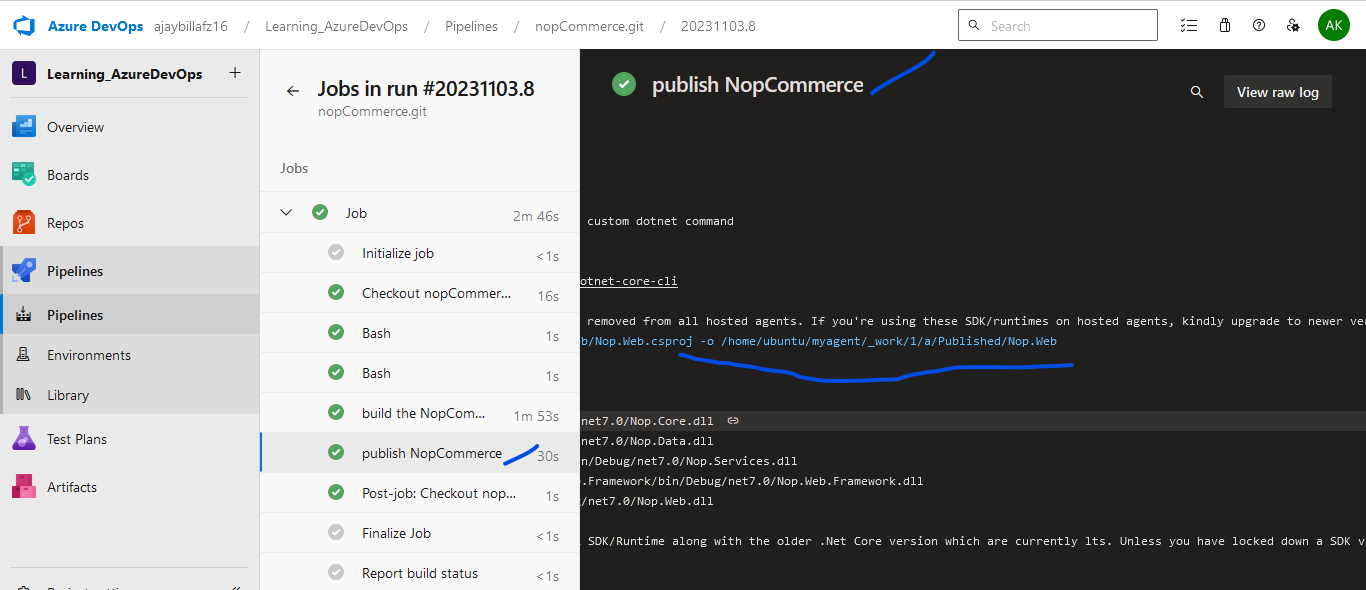 Azure DevOps ajaybillafz16 / Learning_AzureDevOps / Pipelines / nopCommerce.git / 20231103.8
Search
AK
L Learning_AzureDevOps +
Overview
Boards
Repos
Pipelines
Pipelines
Environments
Library
Test Plans
Artifacts
Jobs in run #20231103.8
nopCommerce.git
Jobs
Job 2m 46s
Initialize job <1s
Checkout nopCommer... 16s
Bash 1s
Bash 1s
build the NopCom... 1m 53s
publish NopCommerce 30s
Post-job: Checkout nop... 1s
Finalize Job <1s
Report build status <1s
publish NopCommerce
View raw log
custom dotnet command
otnet-core-cli
removed from all hosted agents. If you're using these SDK/runtimes on hosted agents, kindly upgrade to newer ver
b/Nop.Web.csproj -o /home/ubuntu/myagent/_work/1/a/Published/Nop.Web
net7.0/Nop.Core.dll
net7.0/Nop.Data.dll
n/Debug/net7.0/Nop.Services.dll
.Framework/bin/Debug/net7.0/Nop.Web.Framework.dll
/net7.0/Nop.Web.dll
SDK/Runtime along with the older .Net Core version which are currently lts. Unless you have locked down a SDK v